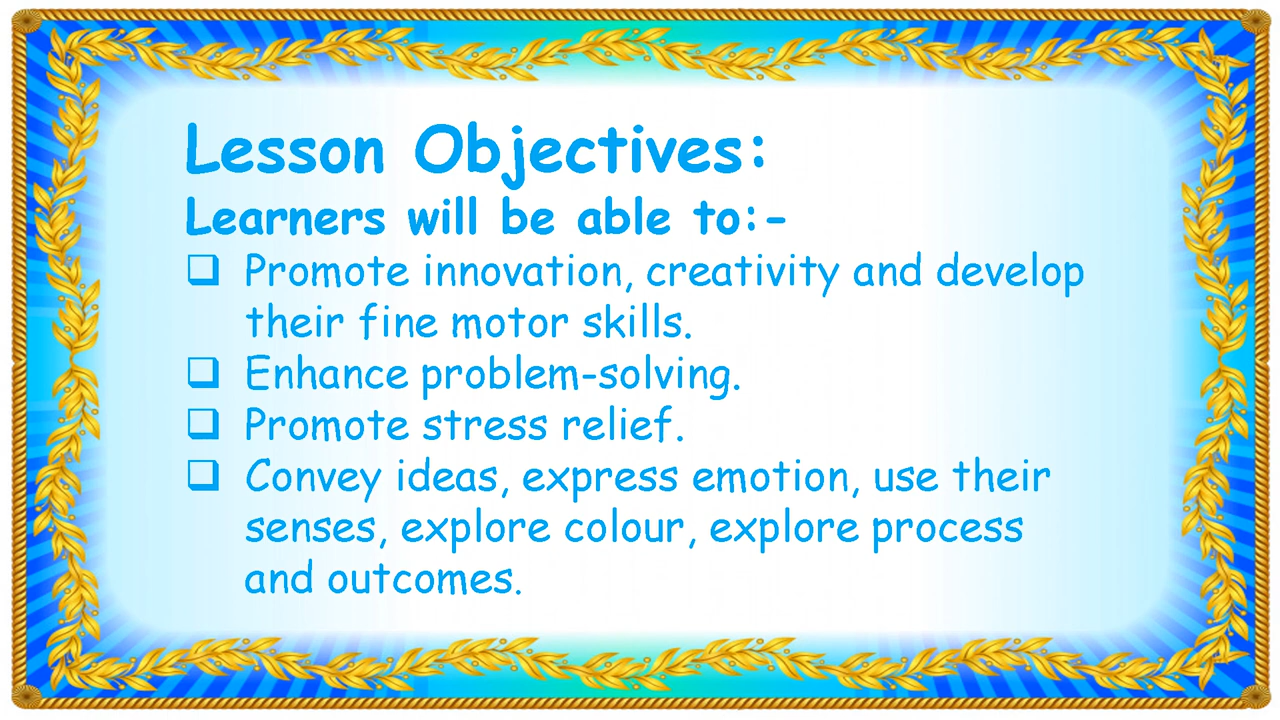 Lesson Objectives:
Learners will be able to:-
❑ Promote innovation, creativity and develop
their fine motor skills.
❑ Enhance problem-solving.
❑ Promote stress relief.
❑ Convey ideas, express emotion, use their
senses, explore colour, explore process
and outcomes.